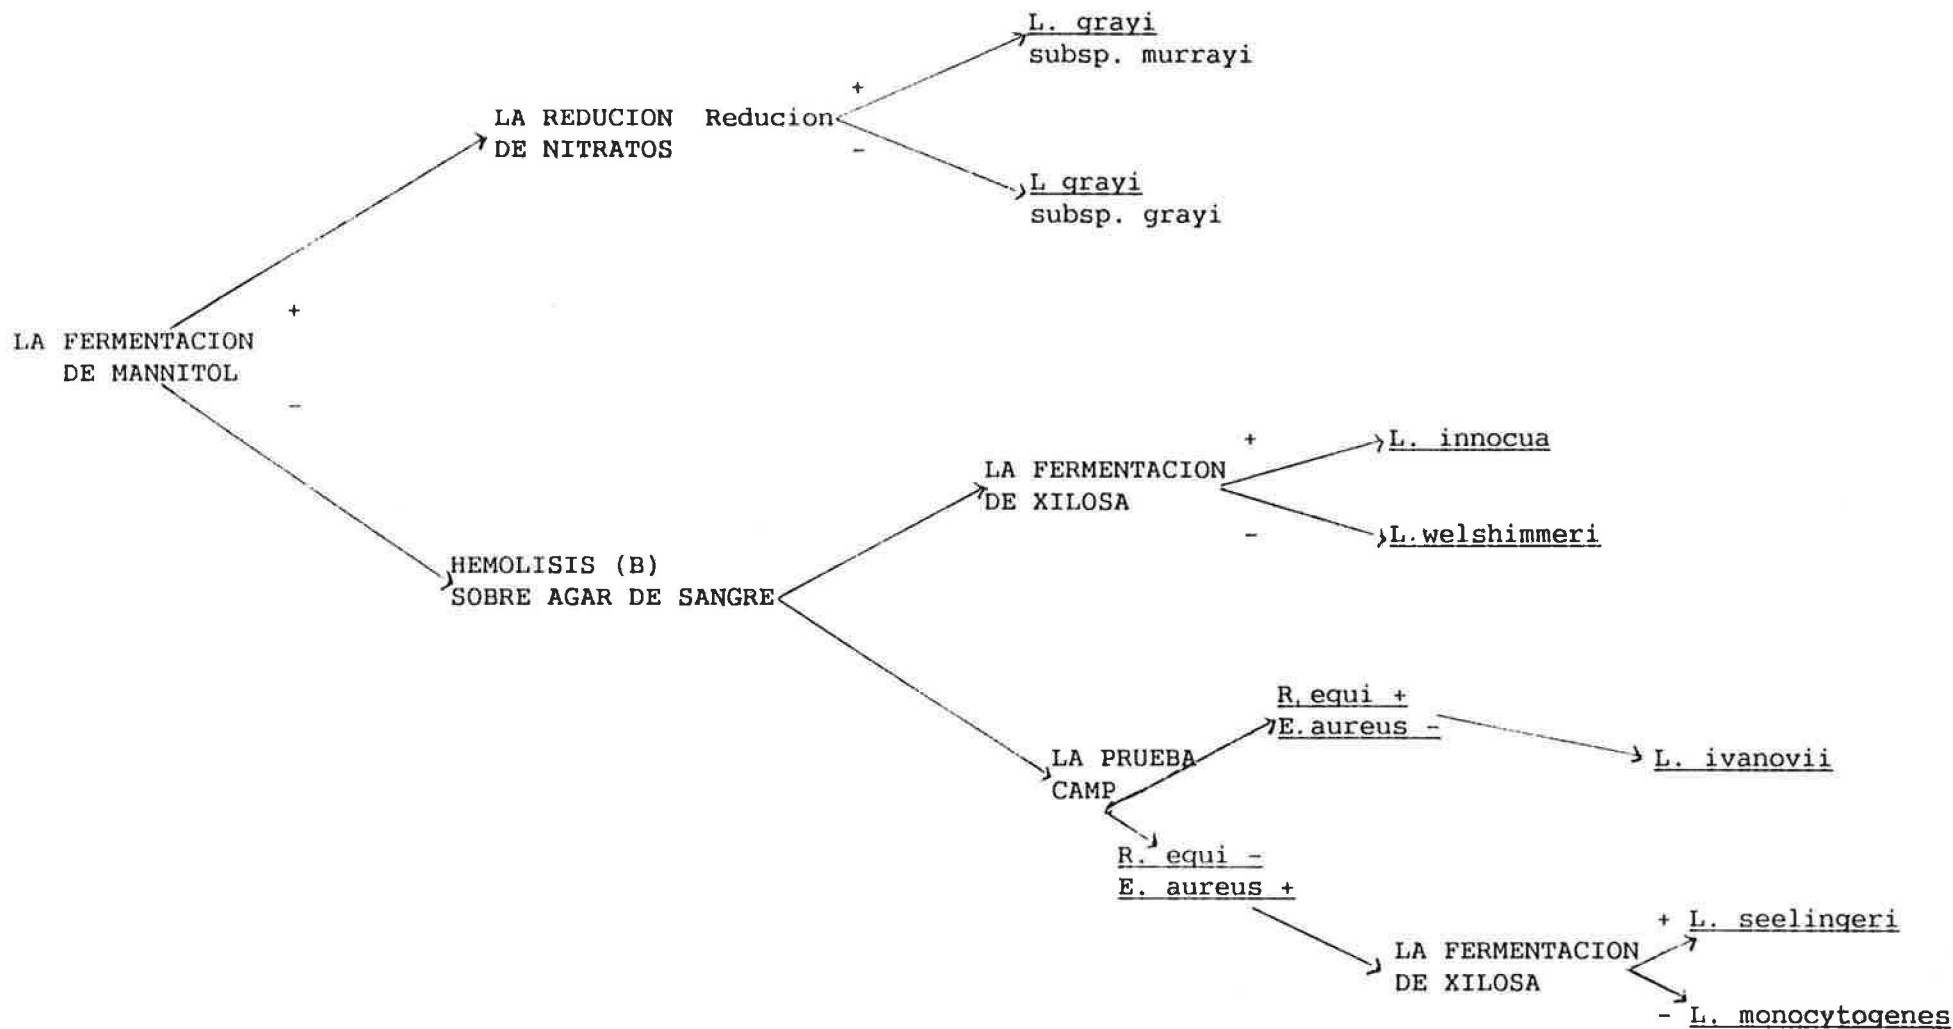 L. grayi
subsp. murrayi
+
LA REDUCION Reducion
DE NITRATOS
-
L grayi
subsp. grayi
+
LA FERMENTACION
DE MANNITOL
-
+
L. innocua
LA FERMENTACION
DE XILOSA
-
L.welshimmeri
HEMOLISIS (B)
SOBRE AGAR DE SANGRE
R. equi +
E.aureus -
LA PRUEBA
CAMP
L. ivanovii
R. equi -
E. aureus +
+ L. seelingeri
LA FERMENTACION
DE XILOSA
- L. monocytogenes